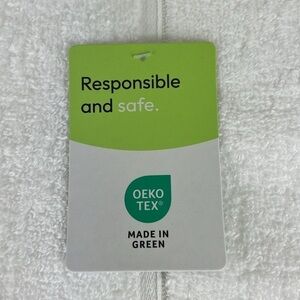 Responsible
and safe.
OEKO
TEX®
MADE IN
GREEN